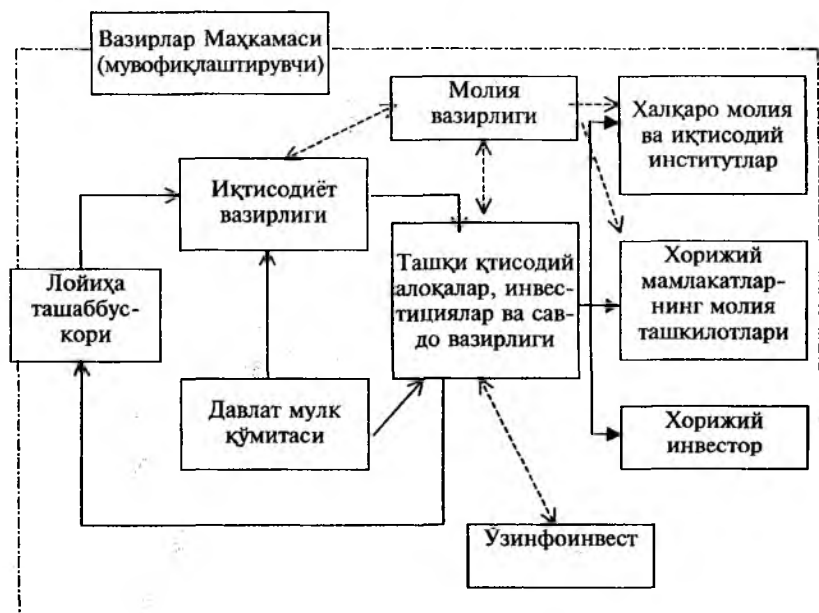 Вазирлар Маҳкамаси
(мувофиқлаштирувчи)
Молия
вазирлиги
Халқаро молия
ва иқтисодий
институтлар
Иқтисодиёт
вазирлиги
Ташқи қтисодий
алоқалар, инвес-
тициялар ва сав-
до вазирлиги
Хорижий
мамлакатлар-
нинг молия
ташкилотлари
Лойиҳа
ташаббус-
кори
Давлат мулк
қўмитаси
Хорижий
инвестор
Узинфоинвест